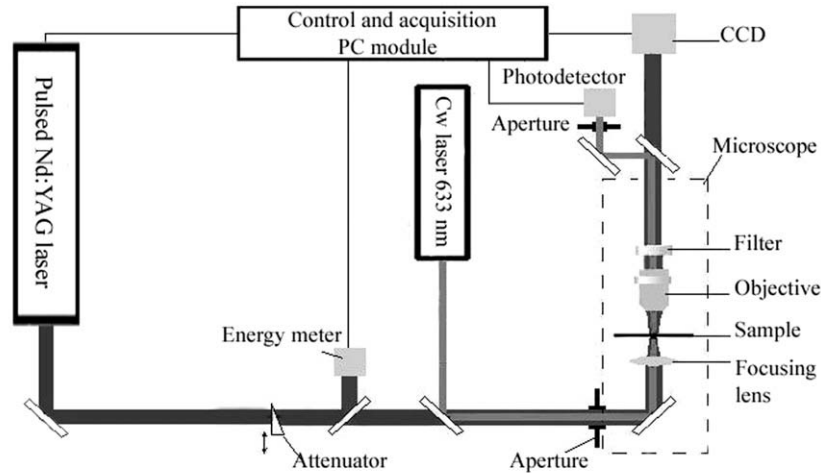 Control and acquisition
PC module
CCD
Photodetector
Aperture
Microscope
Pulsed Nd:YAG
laser
Cw laser 633 nm
Filter
Objective
Sample
Focusing
lens
Energy meter
Attenuator
Aperture